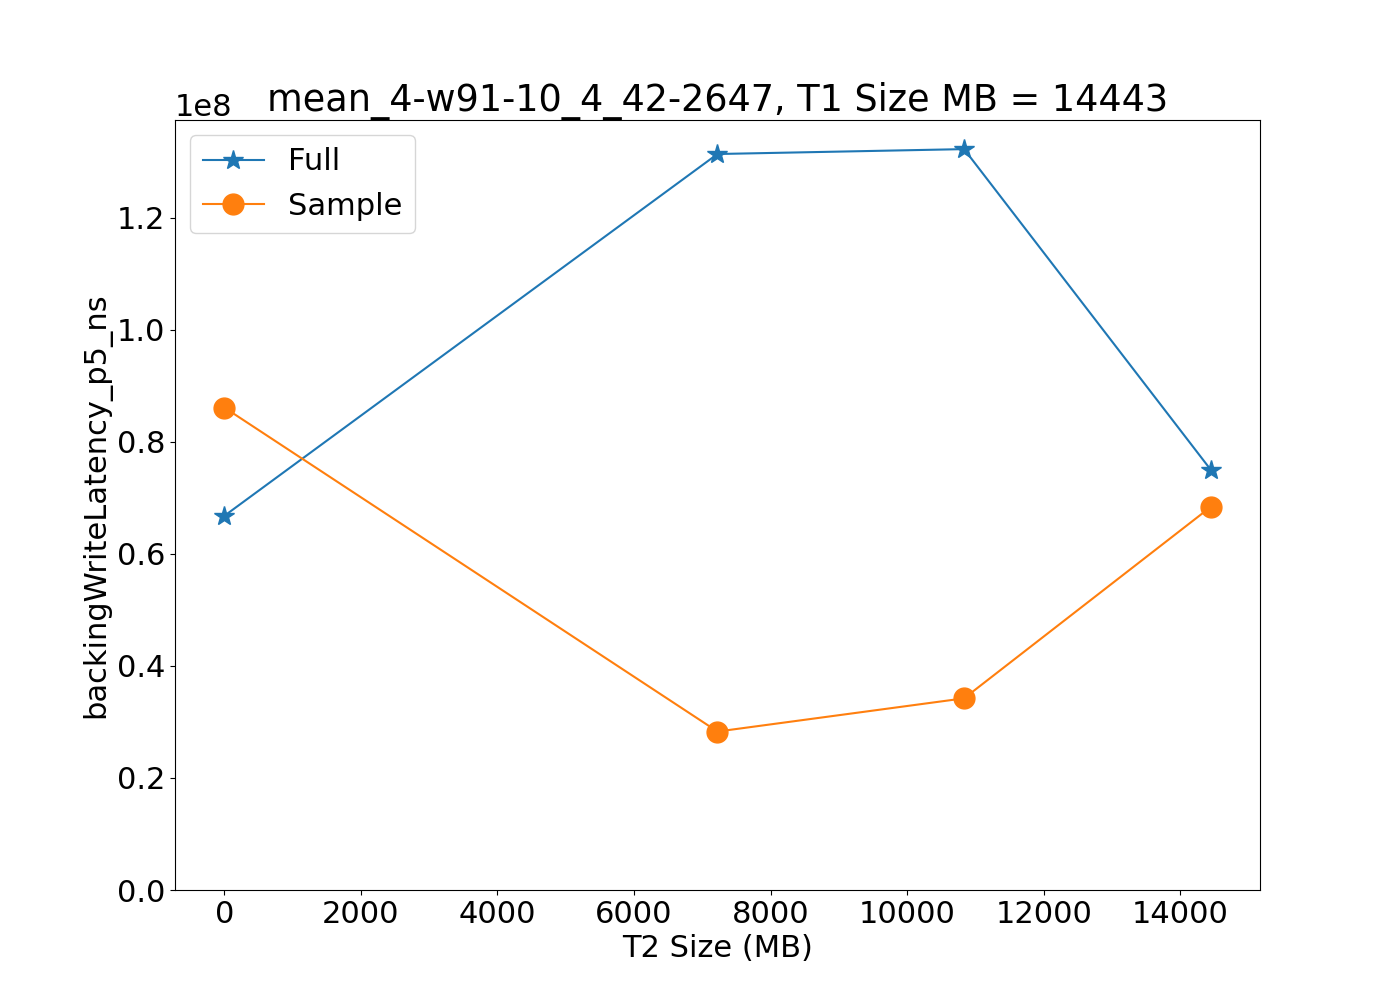 1e8
mean_4-w91-10_4_42-2647, T1 Size MB = 14443
Full
Sample
backingWriteLatency_p5_ns
1.2
1.0
0.8
0.6
0.4
0.2
0.0
0 2000 4000 6000 8000 10000 12000 14000
T2 Size (MB)